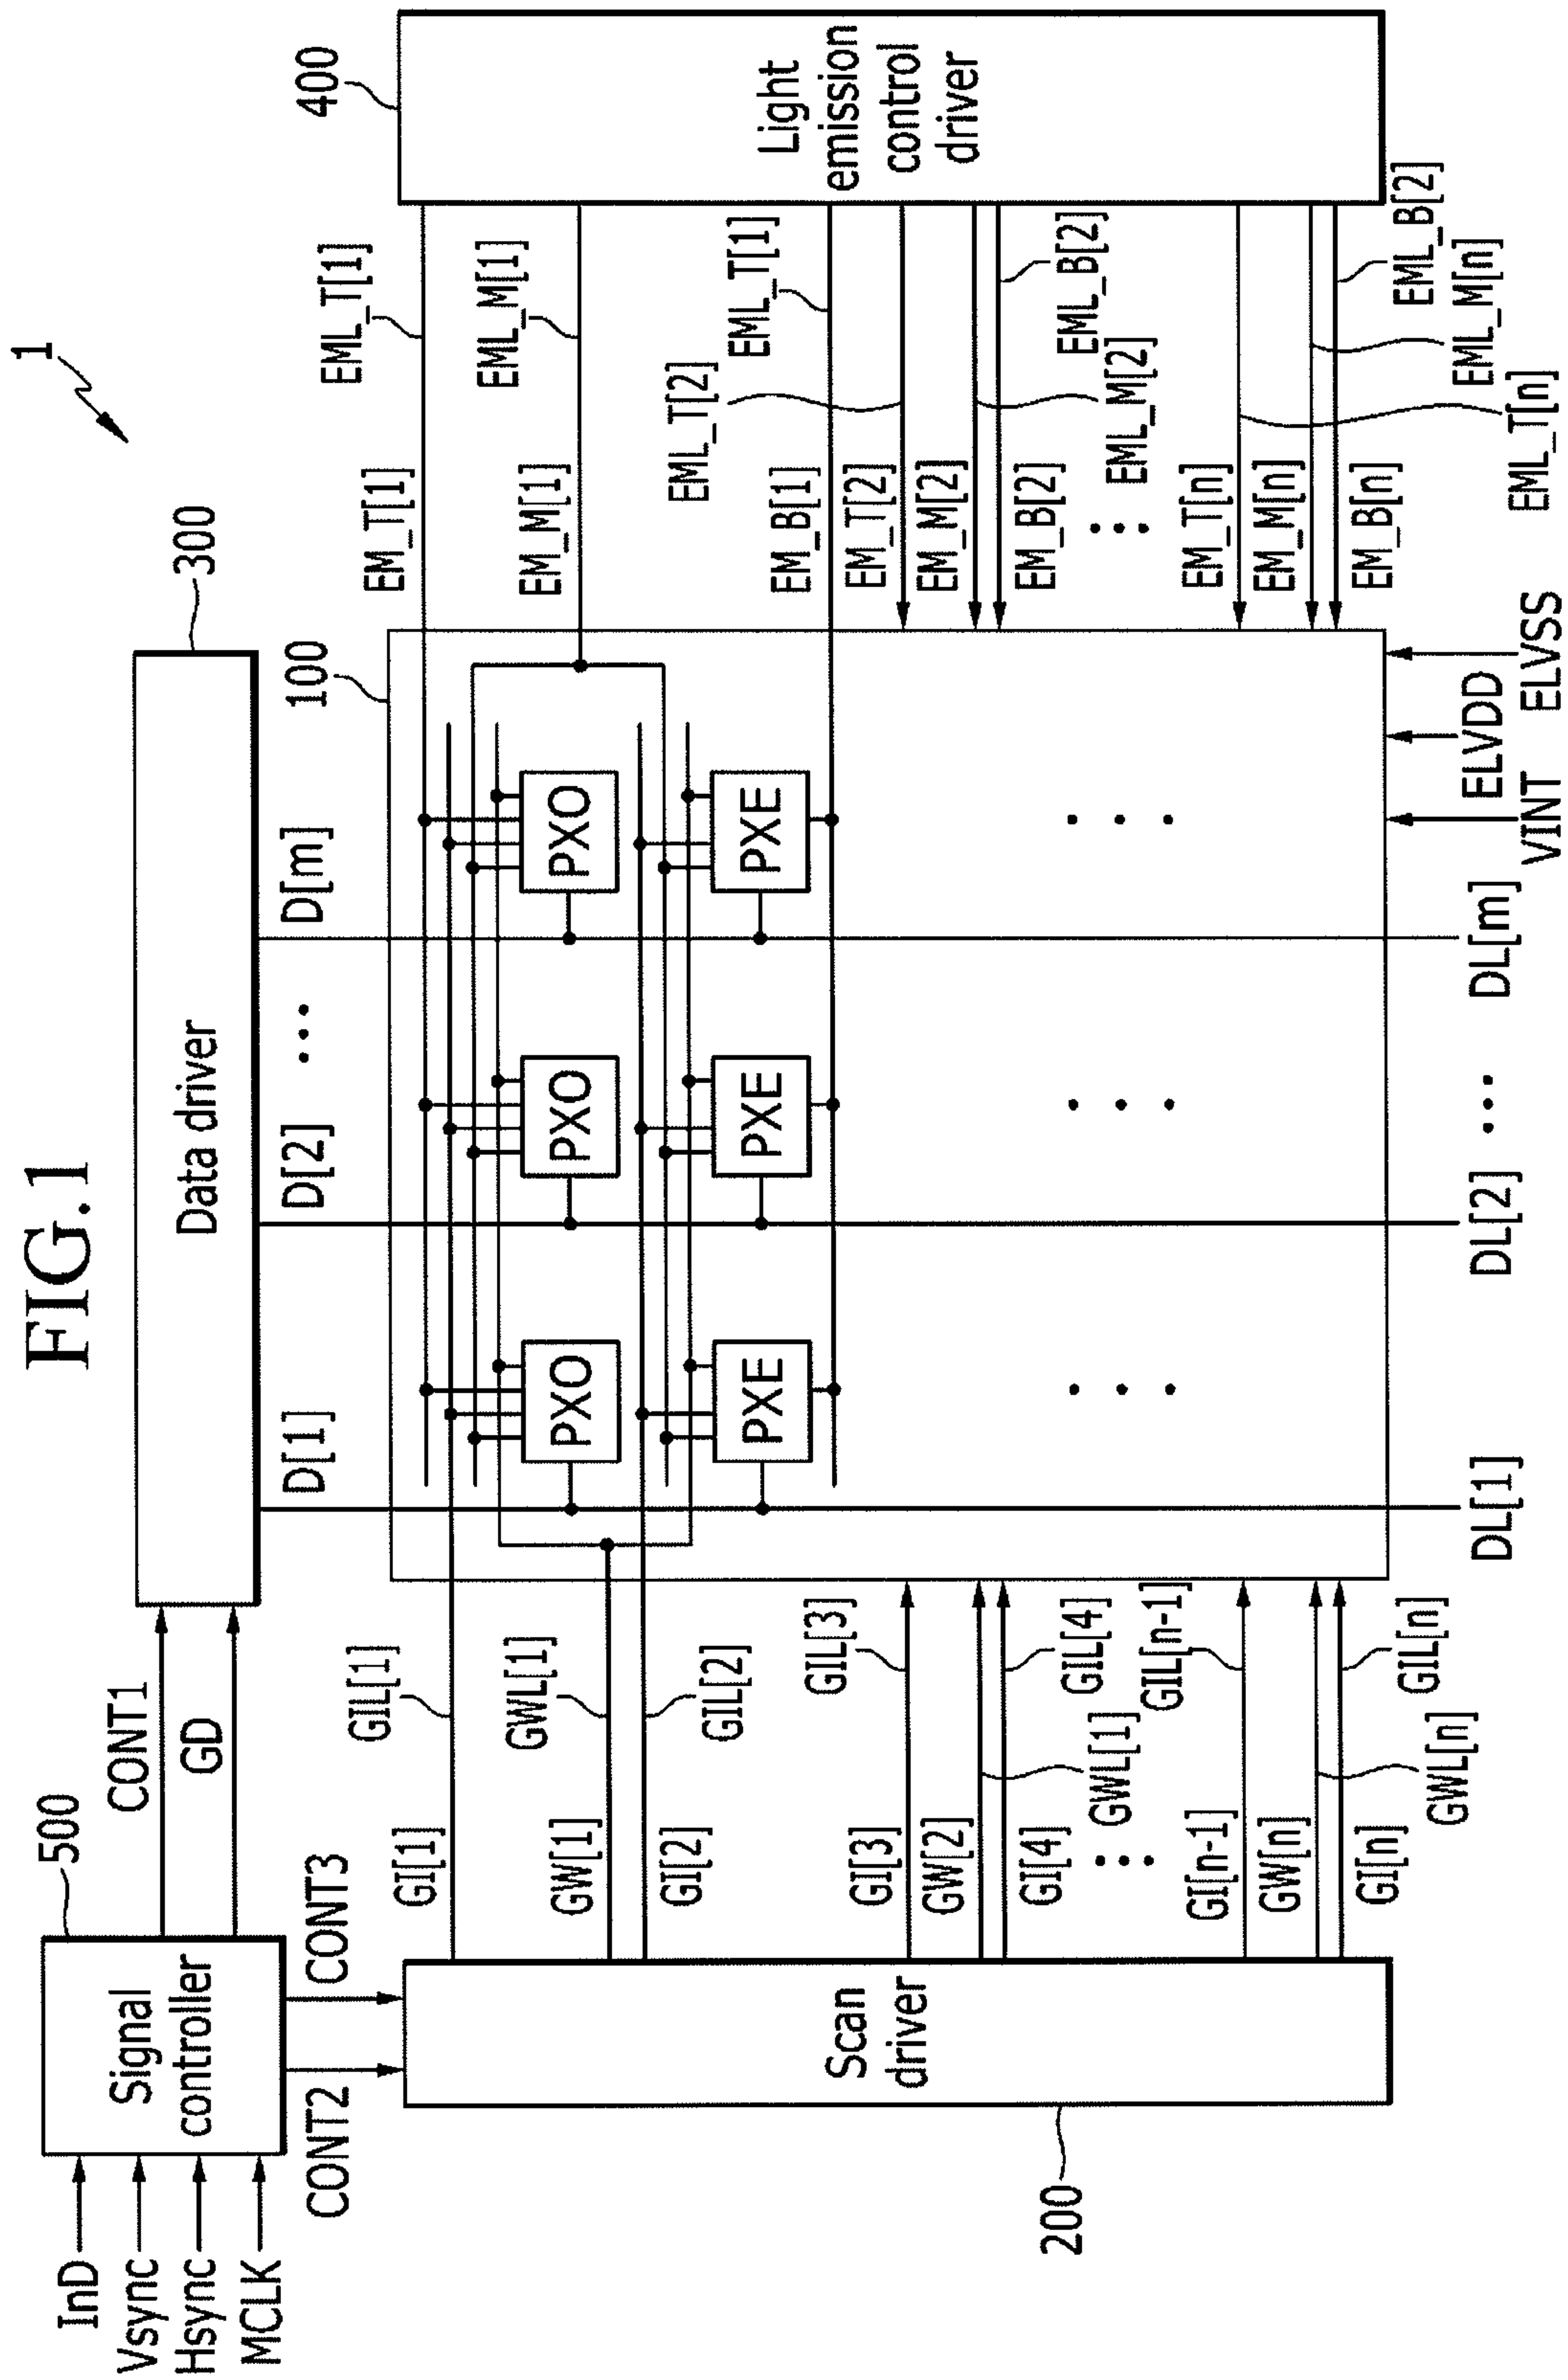 FIG.1
1
InD
Vsync
Hsync
MCLK
Signal
controller
500
CONT1
GD
CONT2
CONT3
Data driver
300
D[1]
D[2]
...
D[m]
100
Scan
driver
200
GI[1]
GIL[1]
GW[1]
GWL[1]
GI[2]
GIL[2]
GI[3]
GIL[3]
GW[2]
GWL[1]
GI[4]
GIL[4]
...
GI[n-1]
GIL[n-1]
GW[n]
GWL[n]
GI[n]
GIL[n]
PXO
PXO
PXO
PXE
PXE
PXE
. . .
. . .
. . .
EM_T[1]
EML_T[1]
EM_M[1]
EML_M[1]
EM_B[1]
EML_T[1]
EM_T[2]
EML_T[2]
EM_M[2]
EML_M[2]
EM_B[2]
EML_B[2]
...
EM_T[n]
EML_T[n]
EM_M[n]
EML_M[n]
EM_B[n]
EML_B[2]
Light
emission
control
driver
400
DL[1]
DL[2]
...
DL[m]
VINT
ELVDD
ELVSS